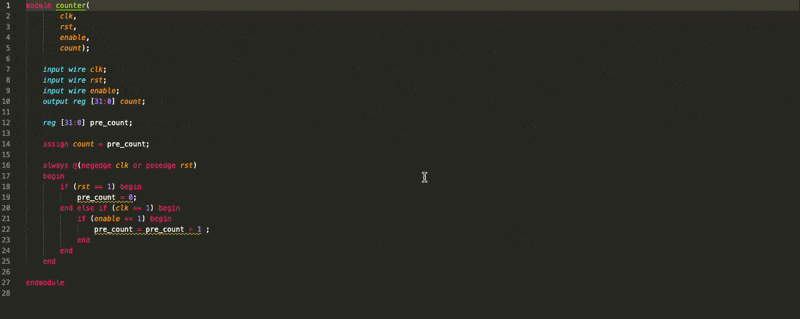 1 module counter(
2 clk,
3 rst,
4 enable,
5 count);
6
7 input wire clk;
8 input wire rst;
9 input wire enable;
10 output reg [31:0] count;
11
12 reg [31:0] pre_count;
13
14 assign count = pre_count;
15
16 always @(negedge clk or posedge rst)
17 begin
18 if (rst == 1) begin
19 pre_count = 0;
20 end else if (clk == 1) begin
21 if (enable == 1) begin
22 pre_count = pre_count + 1 ;
23 end
24 end
25 end
26
27 endmodule
28